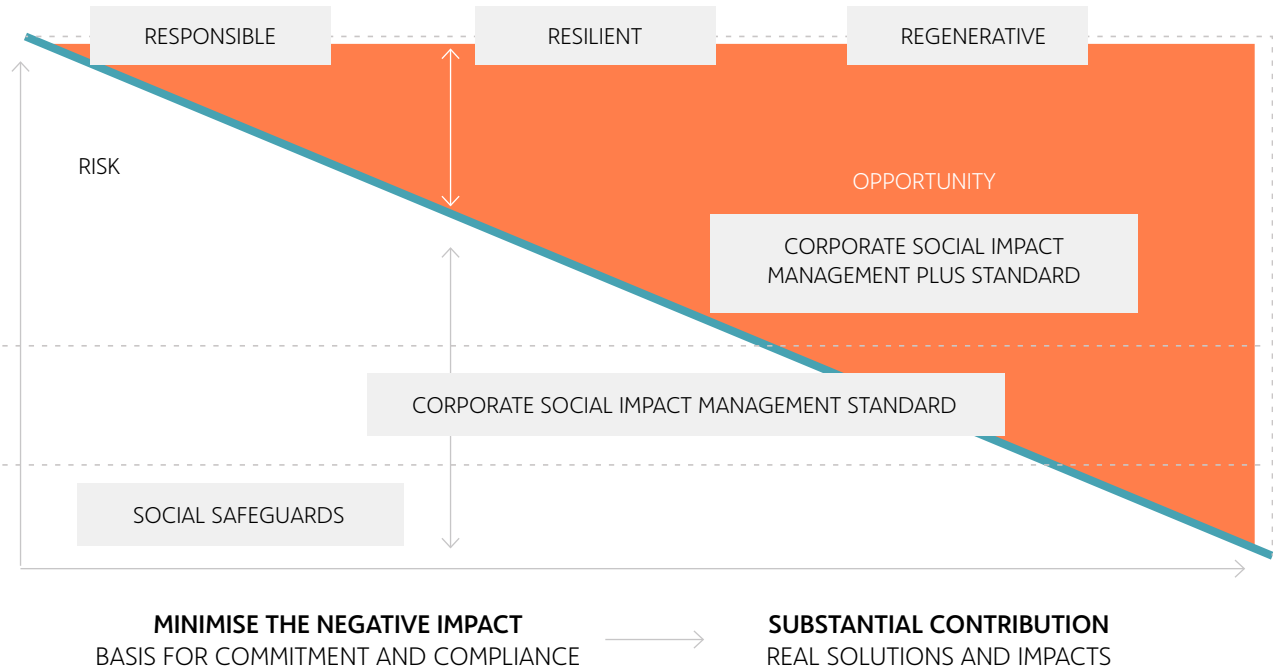 RESPONSIBLE
RESILIENT
REGENERATIVE
RISK
OPPORTUNITY
CORPORATE SOCIAL IMPACT
MANAGEMENT PLUS STANDARD
CORPORATE SOCIAL IMPACT MANAGEMENT STANDARD
SOCIAL SAFEGUARDS
MINIMISE THE NEGATIVE IMPACT
BASIS FOR COMMITMENT AND COMPLIANCE
SUBSTANTIAL CONTRIBUTION
REAL SOLUTIONS AND IMPACTS